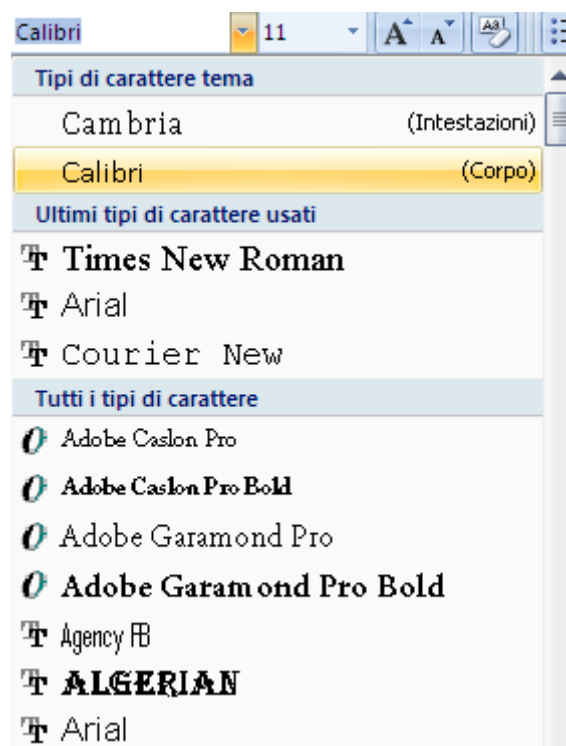 Calibri 11 A A Aa
Tipi di carattere tema
Cambria (Intestazioni)
Calibri (Corpo)
Ultimi tipi di carattere usati
Times New Roman
Arial
Courier New
Tutti i tipi di carattere
Adobe Caslon Pro
Adobe Caslon Pro Bold
Adobe Garamond Pro
Adobe Garamond Pro Bold
Agency FB
ALGERIAN
Arial